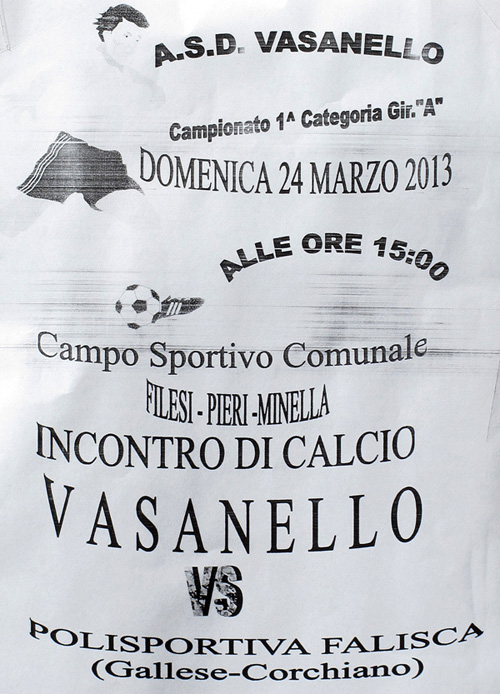 A.S.D. VASANELLO
Campionato 1^ Categoria Gir."A"
DOMENICA 24 MARZO 2013
ALLE ORE 15:00
Campo Sportivo Comunale
FILESI - PIERI -MINELLA
INCONTRO DI CALCIO
VASANELLO
VS
POLISPORTIVA FALISCA
(Gallese-Corchiano)